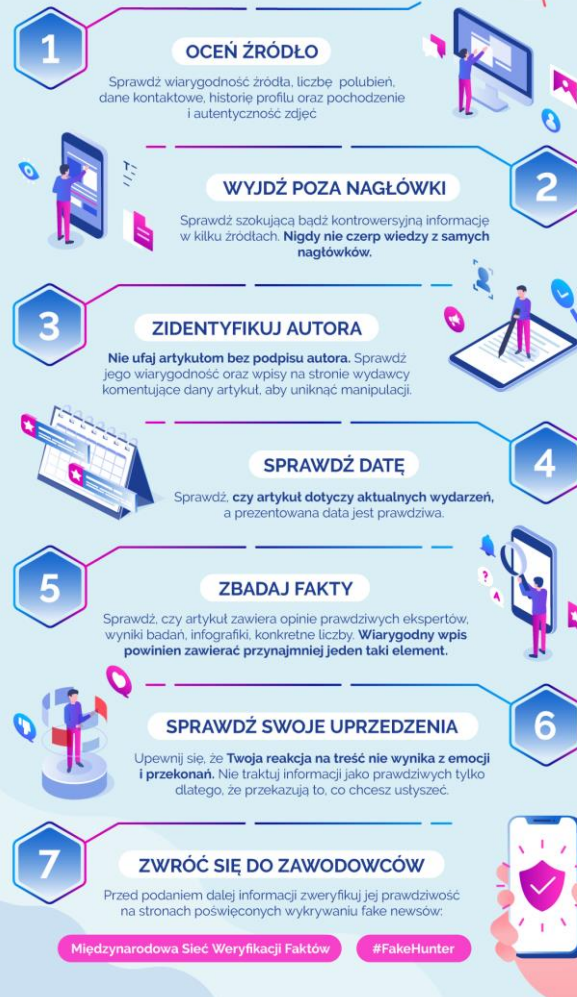 1
OCEŃ ŹRÓDŁO
Sprawdź wiarygodność źródła, liczbę polubień,
dane kontaktowe, historię profilu oraz pochodzenie
i autentyczność zdjęć
WYJDŹ POZA NAGŁÓWKI
2
Sprawdź szokującą bądź kontrowersyjną informację
w kilku źródłach. Nigdy nie czerp wiedzy z samych
nagłówków.
3
ZIDENTYFIKUJ AUTORA
Nie ufaj artykułom bez podpisu autora. Sprawdź
jego wiarygodność oraz wpisy na stronie wydawcy
komentujące dany artykuł, aby uniknąć manipulacji.
SPRAWDŹ DATĘ
4
Sprawdź, czy artykuł dotyczy aktualnych wydarzeń,
a prezentowana data jest prawdziwa.
5
ZBADAJ FAKTY
?
A
Sprawdź, czy artykuł zawiera opinie prawdziwych ekspertów,
wyniki badań, infografiki, konkretne liczby. Wiarygodny wpis
powinien zawierać przynajmniej jeden taki element.
SPRAWDŹ SWOJE UPRZEDZENIA
6
Upewnij się, że Twoja reakcja na treść nie wynika z emocji
i przekonań. Nie traktuj informacji jako prawdziwych tylko
dlatego, że przekazują to, co chcesz usłyszeć.
7
ZWRÓĆ SIĘ DO ZAWODOWCÓW
Przed podaniem dalej informacji zweryfikuj jej prawdziwość
na stronach poświęconych wykrywaniu fake newsów:
Międzynarodowa Sieć Weryfikacji Faktów
#FakeHunter